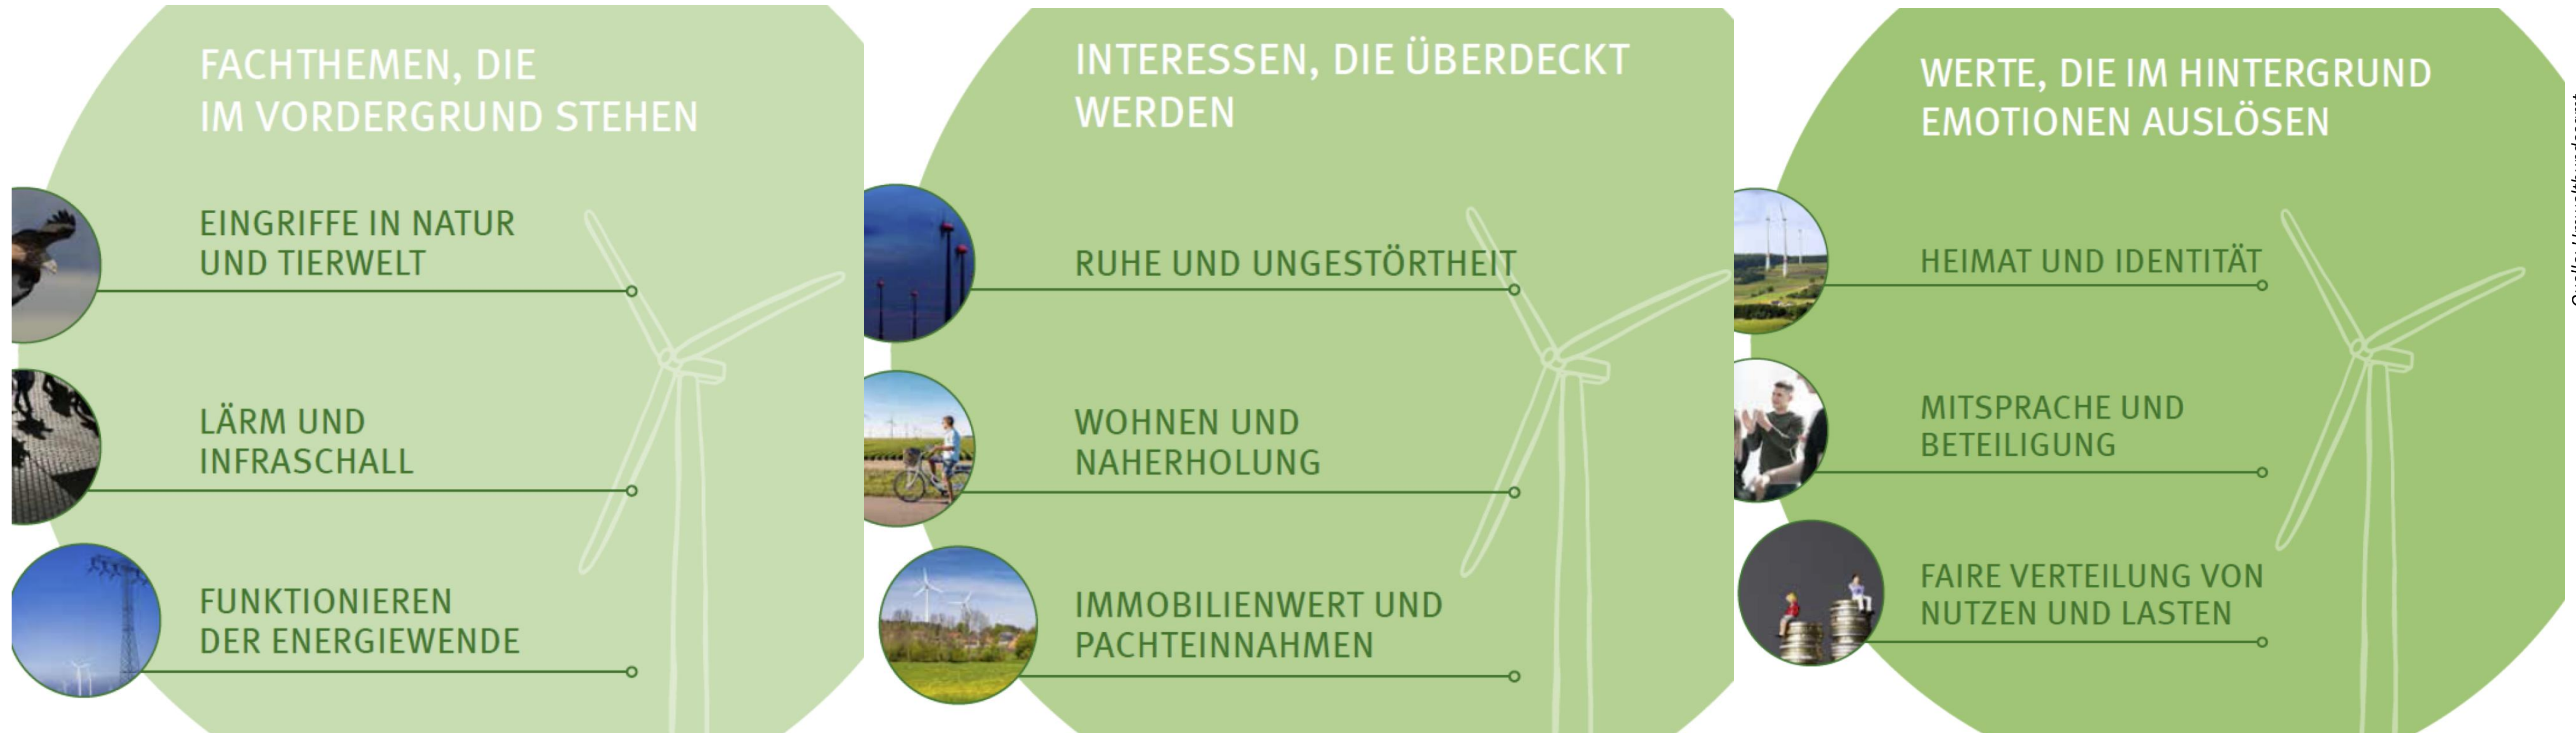 FACHTHEMEN, DIE
IM VORDERGRUND STEHEN
EINGRIFFE IN NATUR
UND TIERWELT
LÄRM UND
INFRASCHALL
FUNKTIONIEREN
DER ENERGIEWENDE
INTERESSEN, DIE ÜBERDECKT
WERDEN
RUHE UND UNGESTÖRTHEIT
WOHNEN UND
NAHERHOLUNG
IMMOBILIENWERT UND
PACHTEINNAHMEN
WERTE, DIE IM HINTERGRUND
EMOTIONEN AUSLÖSEN
HEIMAT UND IDENTITÄT
MITSPRACHE UND
BETEILIGUNG
FAIRE VERTEILUNG VON
NUTZEN UND LASTEN